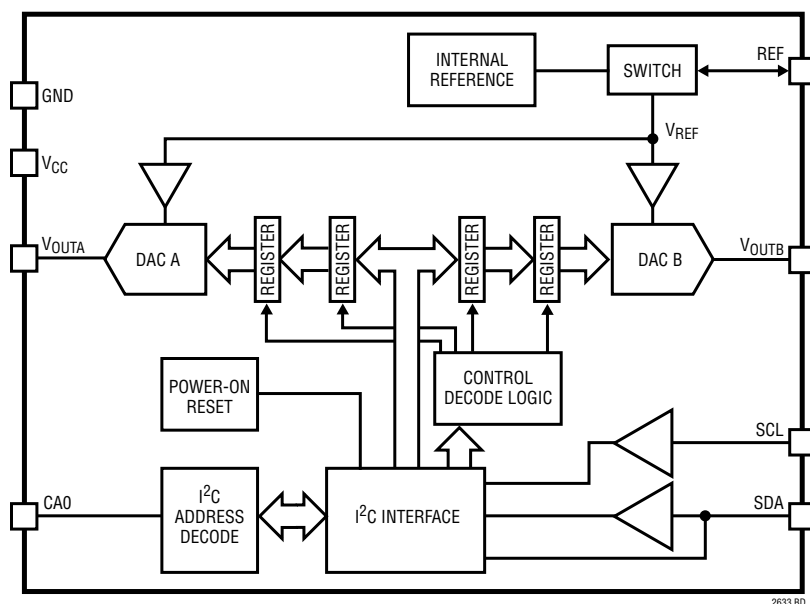 INTERNAL
REFERENCE
SWITCH
REF
GND
VREF
VCC
VOUTA
DAC A
REGISTER
REGISTER
REGISTER
REGISTER
DAC B
VOUTB
POWER-ON
RESET
CONTROL
DECODE LOGIC
SCL
CA0
I2C
ADDRESS
DECODE
I2C INTERFACE
SDA
2633 BD